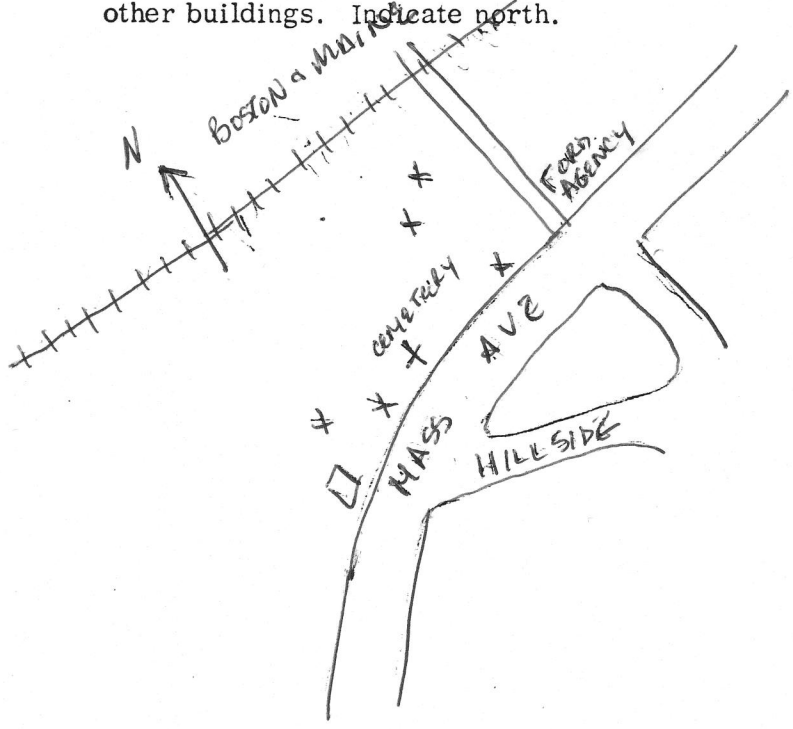 other buildings. Indicate north.
BOSTON & MAINE
N
FORD
AGENCY
CEMETERY
MASS AVE
HILLSIDE